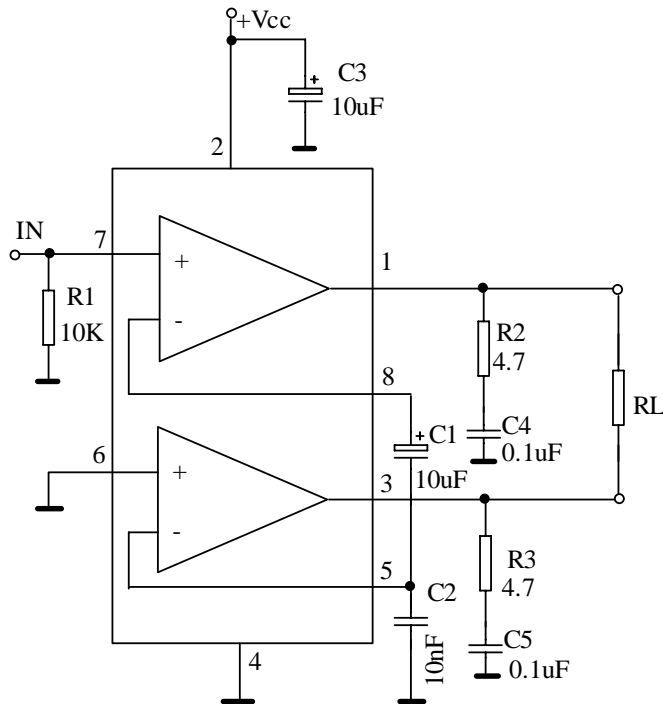 +Vcc
+
C3
10uF
2
IN
7
+
-
1
R1
10K
R2
4.7
8
RL
+
C1
10uF
C4
0.1uF
6
+
-
3
5
R3
4.7
C2
10nF
C5
0.1uF
4